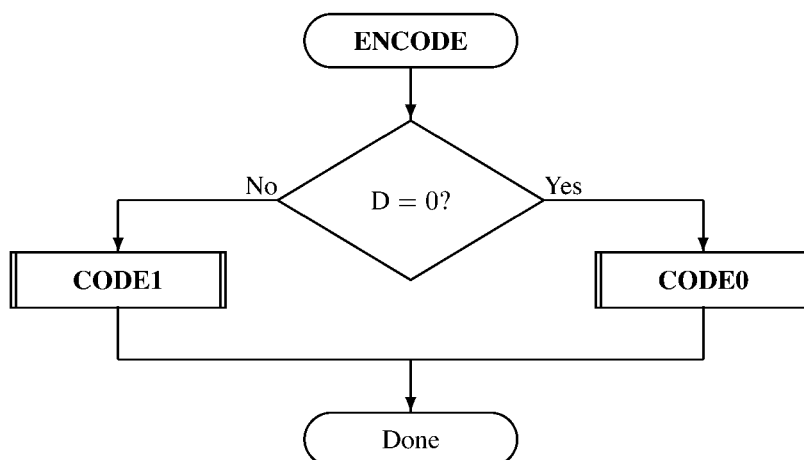 ENCODE
No
Yes
D = 0?
CODE1
CODE0
Done